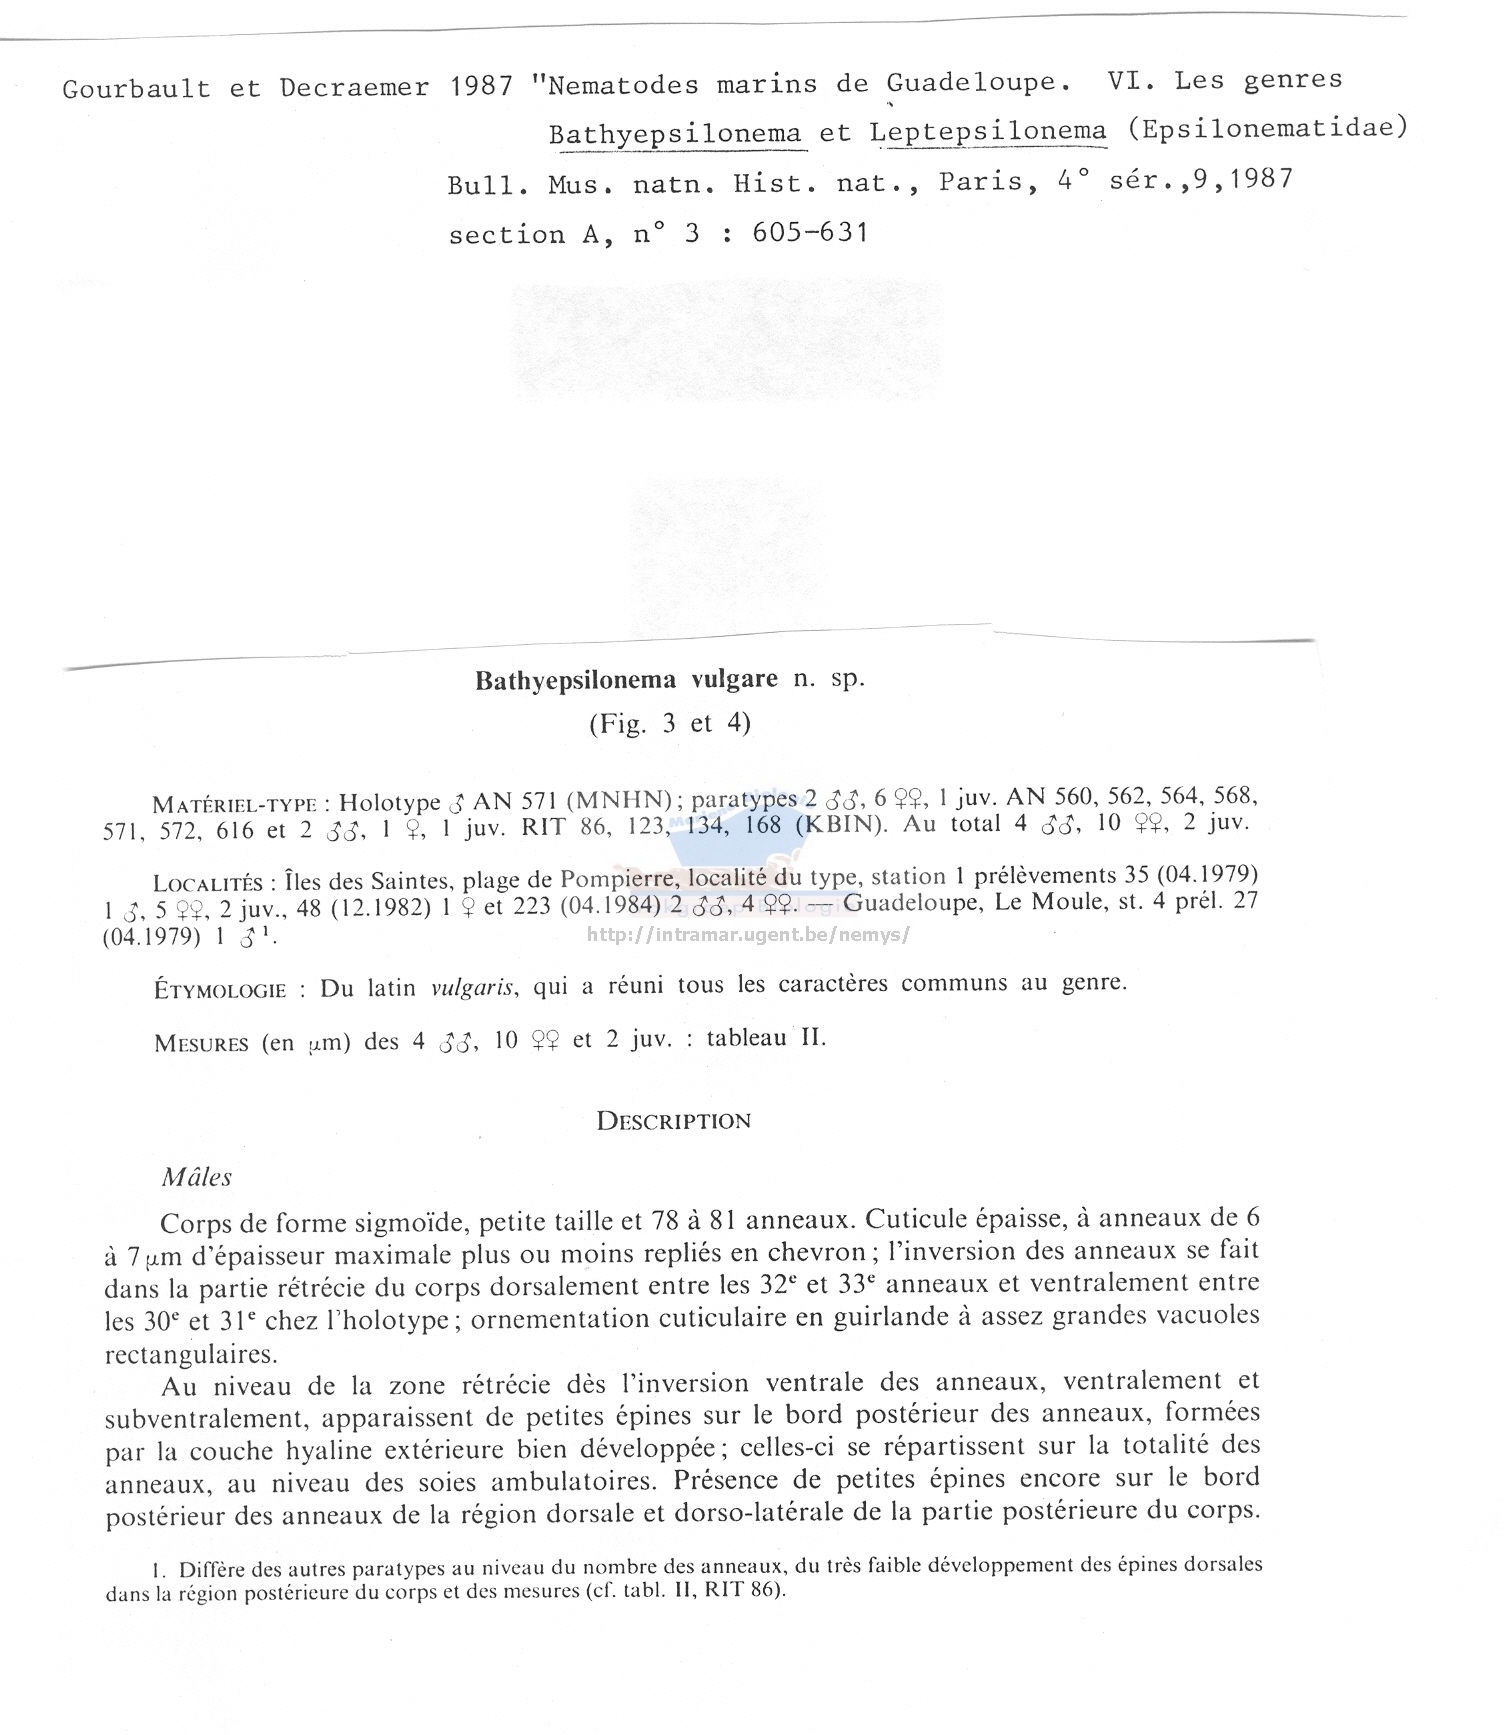 Gourbault et Decraemer 1987 "Nematodes marins de Guadeloupe. VI. Les genres
Bathyepsilonema et Leptepsilonema (Epsilonematidae)
Bull. Mus. natn. Hist. nat., Paris, 4° sér.,9,1987
section A, n° 3 : 605-631
Bathyepsilonema vulgare n. sp.
(Fig. 3 et 4)
MATÉRIEL-TYPE : Holotype ♂ AN 571 (MNHN) ; paratypes 2 ♂♂, 6 ♀♀, 1 juv. AN 560, 562, 564, 568,
571, 572, 616 et 2 ♂♂, 1 ♀, 1 juv. RIT 86, 123, 134, 168 (KBIN). Au total 4 ♂♂, 10 ♀♀, 2 juv.
LOCALITÉS : Îles des Saintes, plage de Pompierre, localité du type, station 1 prélèvements 35 (04.1979)
1 ♂, 5 ♀♀, 2 juv., 48 (12.1982) 1 ♀ et 223 (04.1984) 2 ♂♂, 4 ♀♀. — Guadeloupe, Le Moule, st. 4 prél. 27
(04.1979) 1 ♂ 1.
http://intramar.ugent.be/nemys/
ÉTYMOLOGIE : Du latin vulgaris, qui a réuni tous les caractères communs au genre.
MESURES (en µm) des 4 ♂♂, 10 ♀♀ et 2 juv. : tableau II.
DESCRIPTION
Mâles
Corps de forme sigmoïde, petite taille et 78 à 81 anneaux. Cuticule épaisse, à anneaux de 6
à 7 µm d'épaisseur maximale plus ou moins repliés en chevron ; l'inversion des anneaux se fait
dans la partie rétrécie du corps dorsalement entre les 32e et 33e anneaux et ventralement entre
les 30e et 31e chez l'holotype ; ornementation cuticulaire en guirlande à assez grandes vacuoles
rectangulaires.
Au niveau de la zone rétrécie dès l'inversion ventrale des anneaux, ventralement et
subventralement, apparaissent de petites épines sur le bord postérieur des anneaux, formées
par la couche hyaline extérieure bien développée ; celles-ci se répartissent sur la totalité des
anneaux, au niveau des soies ambulatoires. Présence de petites épines encore sur le bord
postérieur des anneaux de la région dorsale et dorso-latérale de la partie postérieure du corps.
1. Diffère des autres paratypes au niveau du nombre des anneaux, du très faible développement des épines dorsales
dans la région postérieure du corps et des mesures (cf. tabl. II, RIT 86).